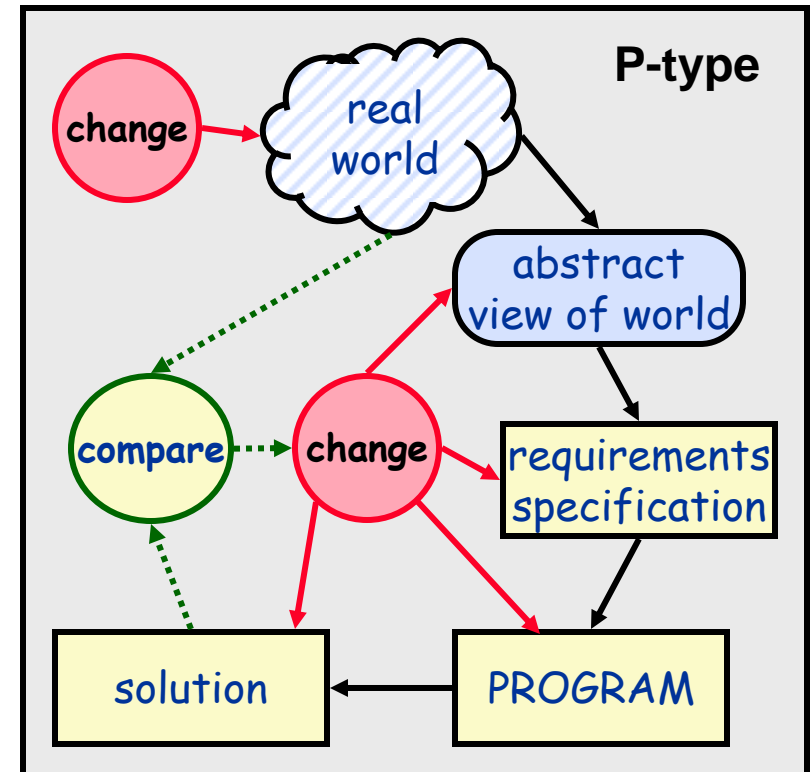 P-type
change
real
world
abstract
view of world
compare
change
requirements
specification
solution
PROGRAM